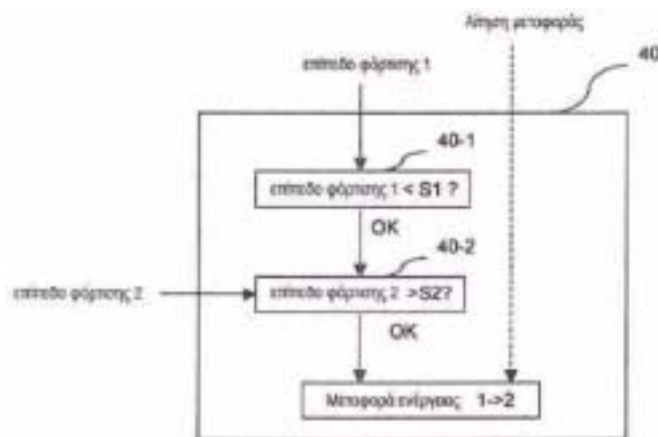 αίτηση μεταφοράς
επίπεδο φόρτισης 1
40
40-1
επίπεδο φόρτισης 1 < S1 ?
OK
40-2
επίπεδο φόρτισης 2
επίπεδο φόρτισης 2 >S2?
OK
Μεταφορά ενέργειας 1->2